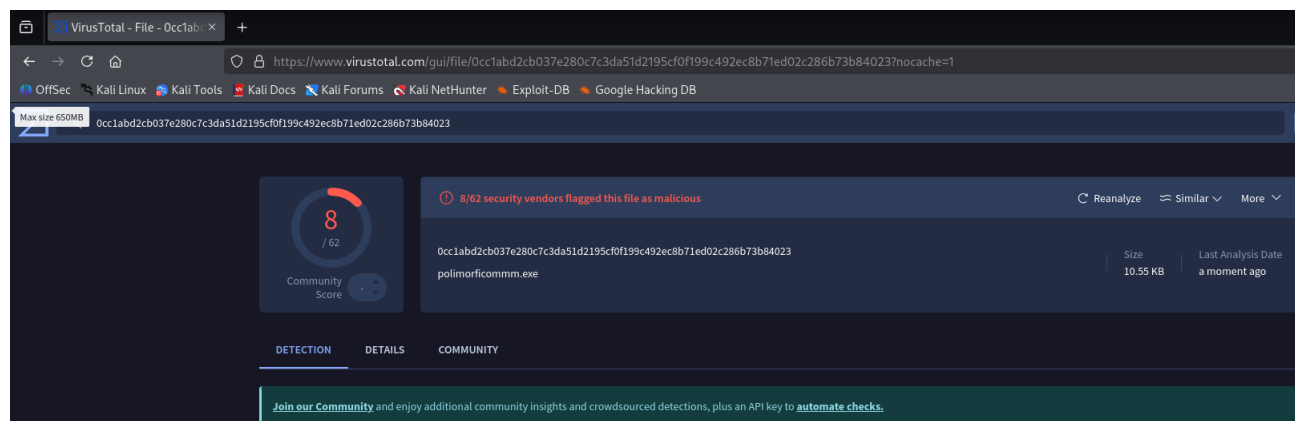 VirusTotal - File - 0cc1abc × +
https://www.virustotal.com/gui/file/0cc1abd2cb037e280c7c3da51d2195cf0f199c492ec8b71ed02c286b73b84023?nocache=1
OffSec Kali Linux Kali Tools Kali Docs Kali Forums Kali NetHunter Exploit-DB Google Hacking DB
Max size 650MB
0cc1abd2cb037e280c7c3da51d2195cf0f199c492ec8b71ed02c286b73b84023
8
/ 62
Community
Score
8/62 security vendors flagged this file as malicious
Reanalyze Similar More
0cc1abd2cb037e280c7c3da51d2195cf0f199c492ec8b71ed02c286b73b84023
polimorficommm.exe
Size
10.55 KB
Last Analysis Date
a moment ago
DETECTION DETAILS COMMUNITY
Join our Community and enjoy additional community insights and crowdsourced detections, plus an API key to automate checks.